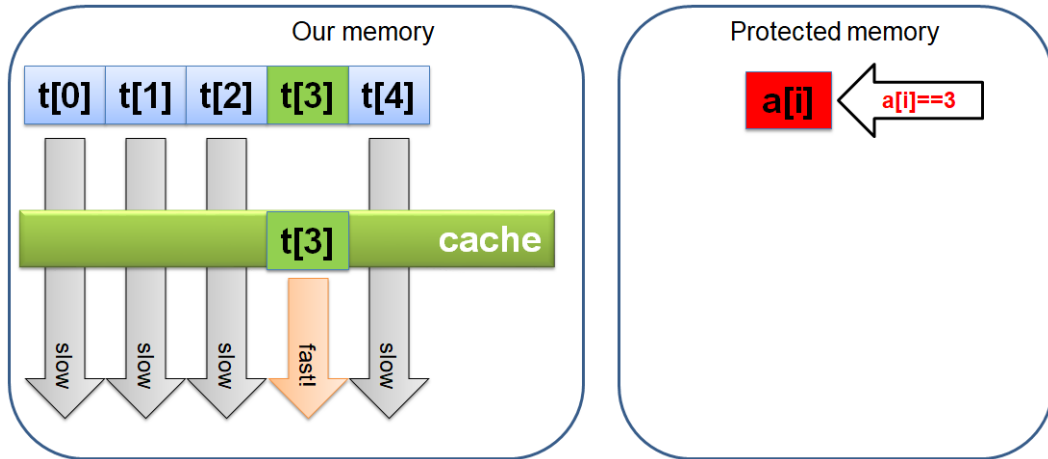 Our memory
t[0] t[1] t[2] t[3] t[4]
t[3] cache
slow slow slow fast! slow
Protected memory
a[i] a[i]==3